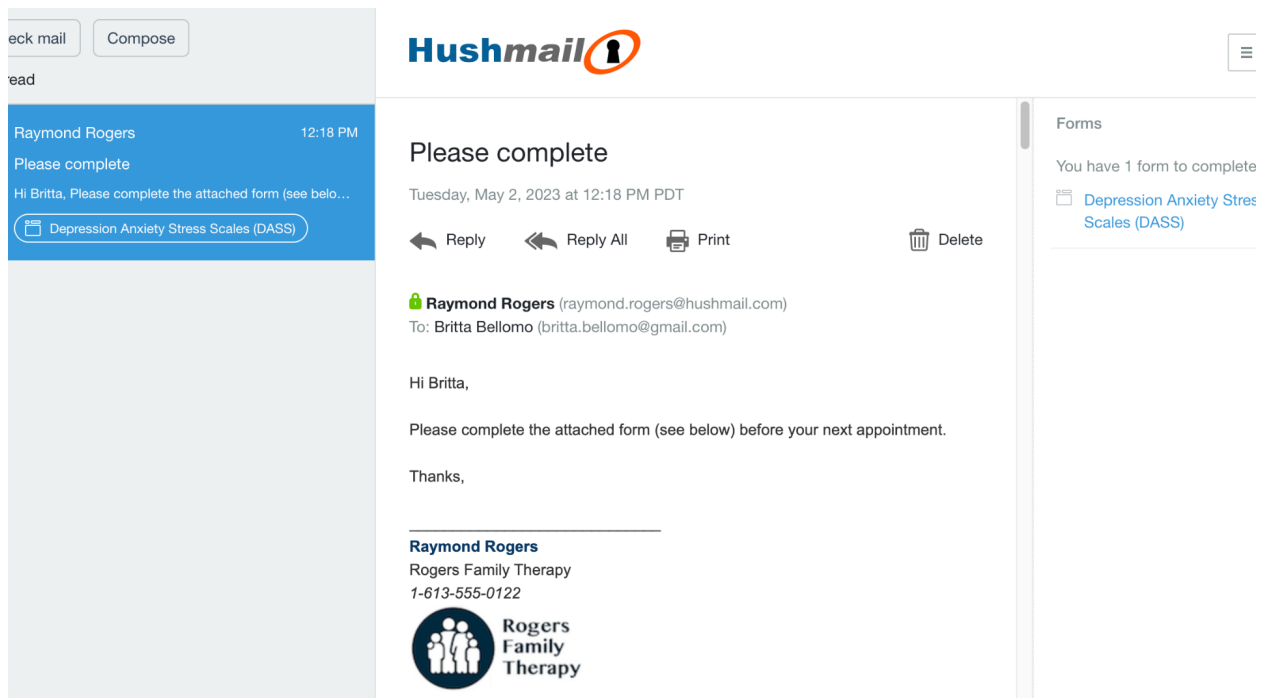 eck mail
Compose
read
Raymond Rogers
12:18 PM
Please complete
Hi Britta, Please complete the attached form (see belo...
Depression Anxiety Stress Scales (DASS)
Hushmail
Please complete
Tuesday, May 2, 2023 at 12:18 PM PDT
Reply
Reply All
Print
Delete
Raymond Rogers (raymond.rogers@hushmail.com)
To: Britta Bellomo (britta.bellomo@gmail.com)
Hi Britta,
Please complete the attached form (see below) before your next appointment.
Thanks,
Raymond Rogers
Rogers Family Therapy
1-613-555-0122
Rogers
Family
Therapy
Forms
You have 1 form to complete
Depression Anxiety Stres
Scales (DASS)